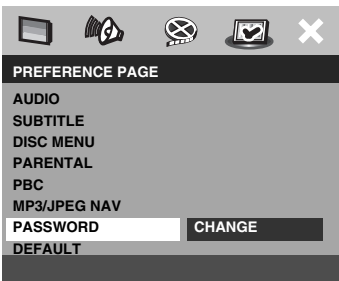 PREFERENCE PAGE
AUDIO
SUBTITLE
DISC MENU
PARENTAL
PBC
MP3/JPEG NAV
PASSWORD CHANGE
DEFAULT